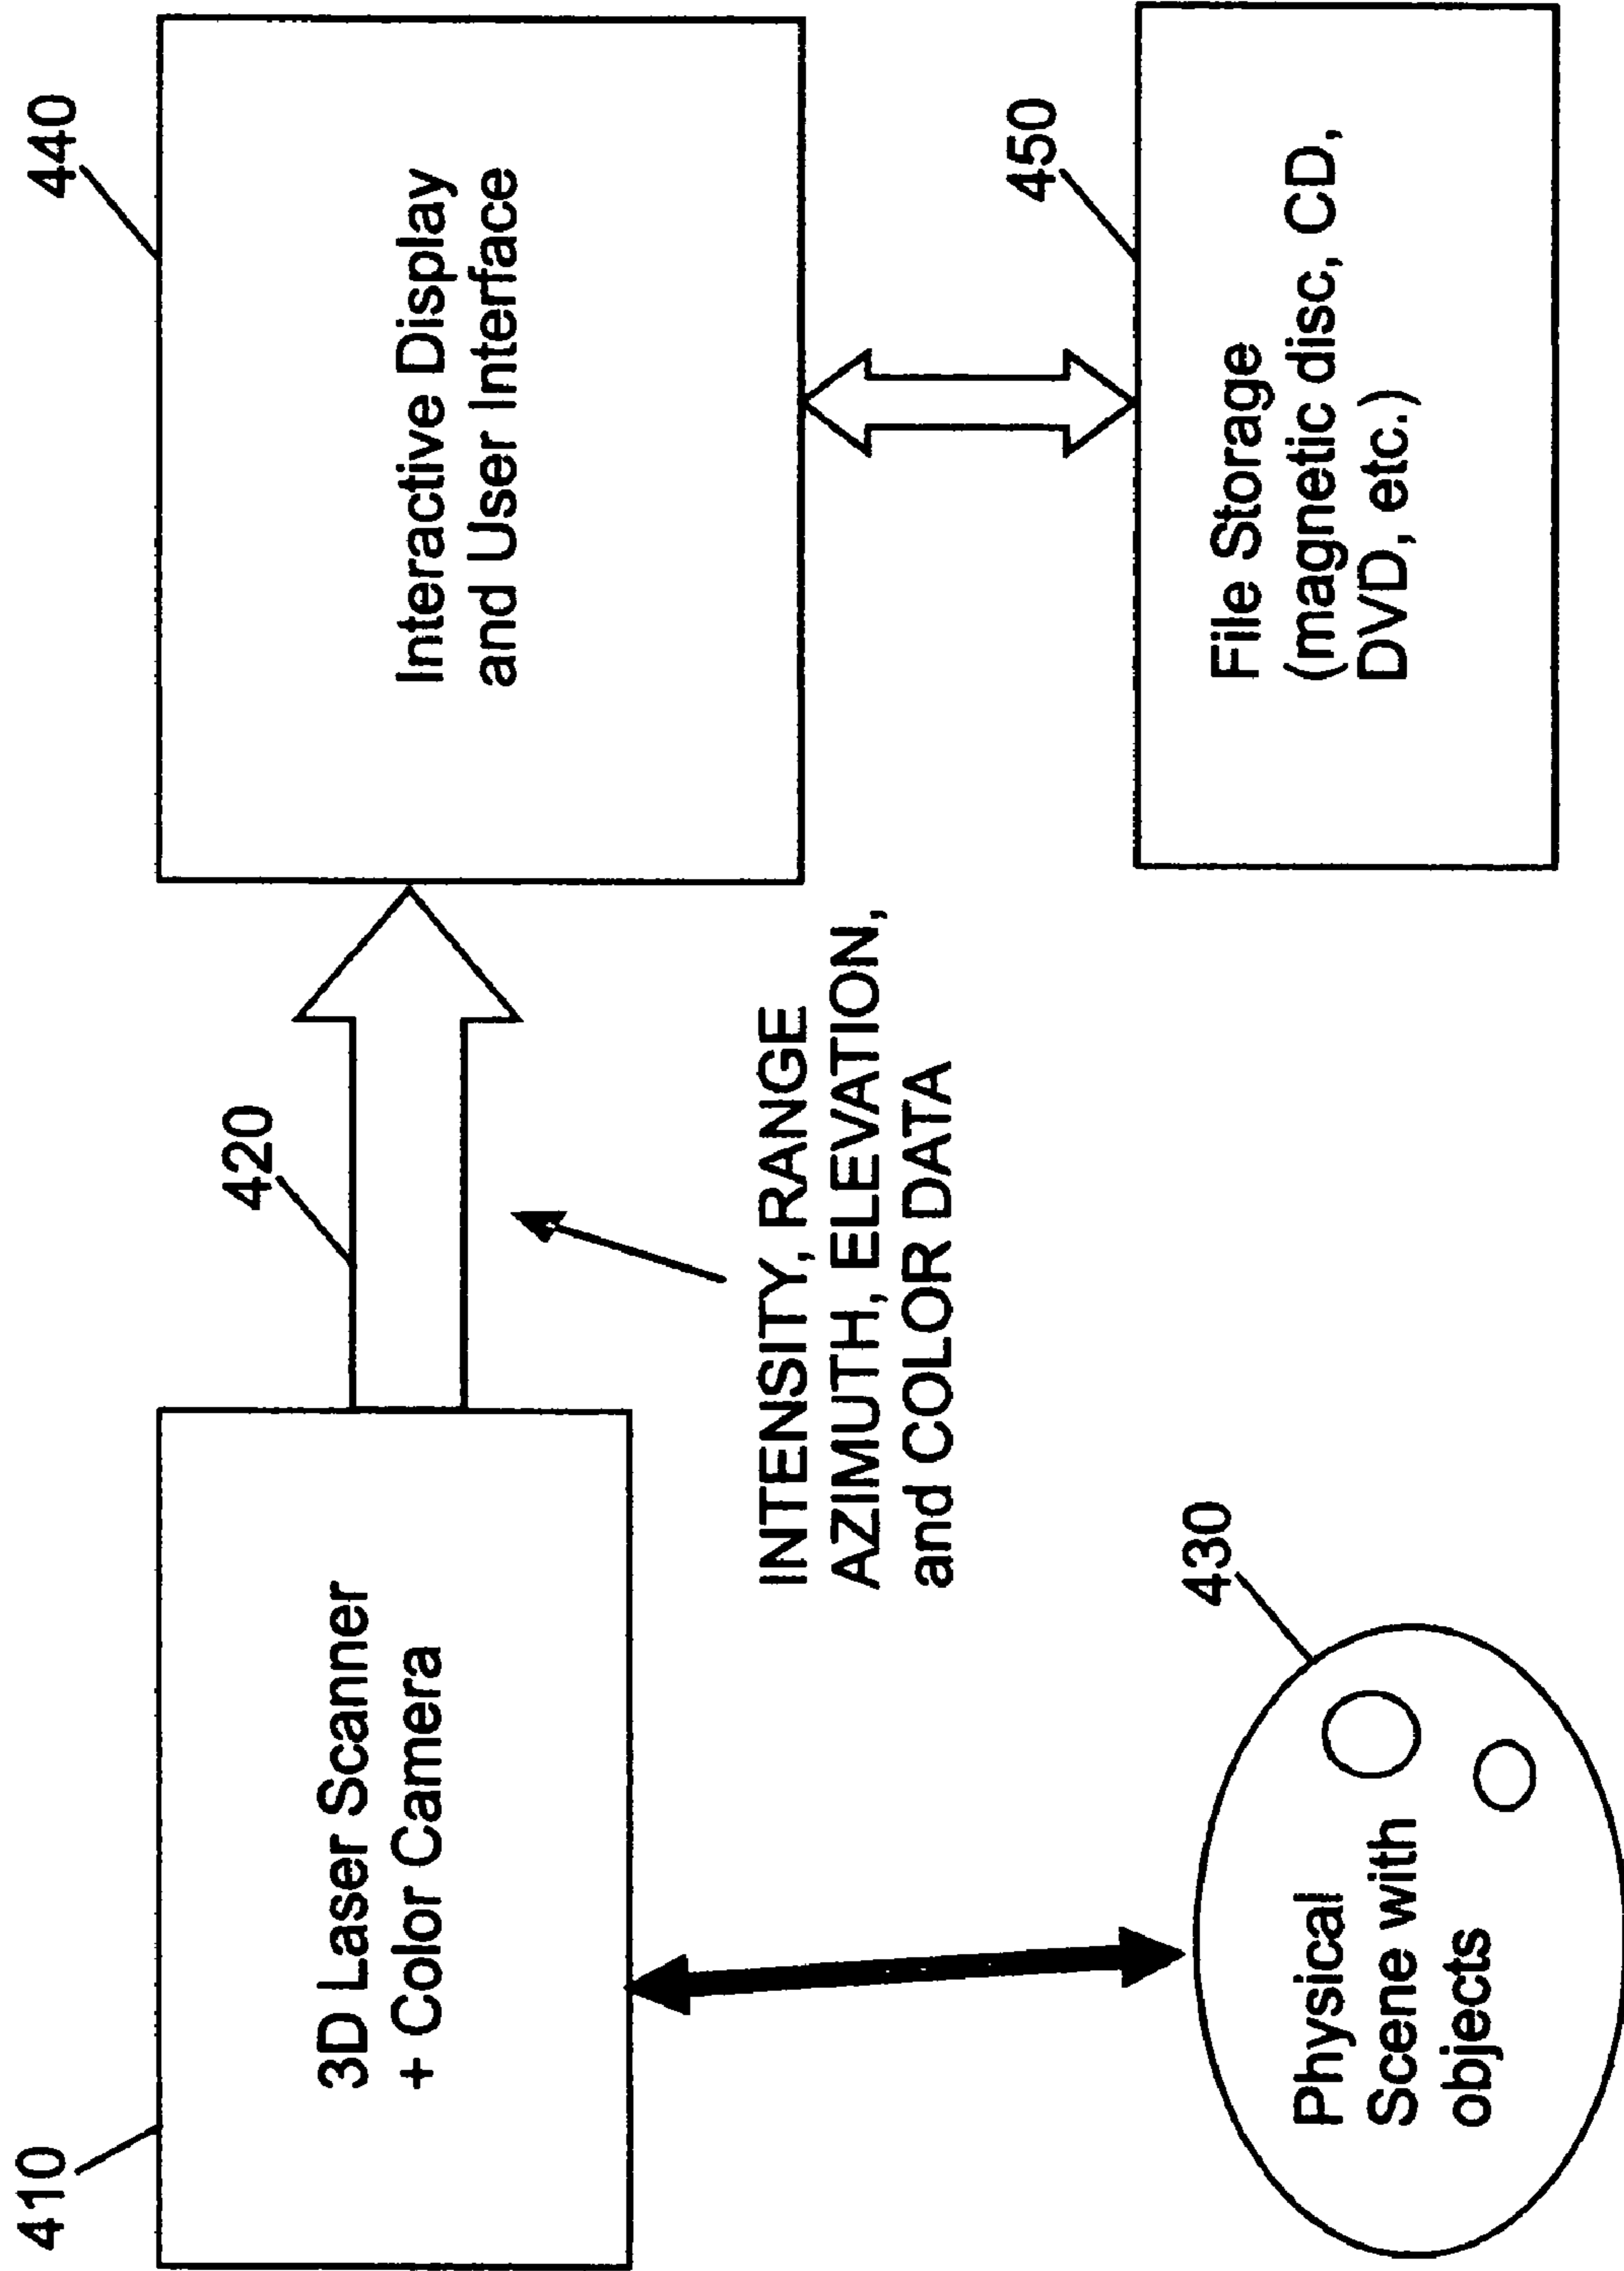 410
3D Laser Scanner
+ Color Camera
420
INTENSITY, RANGE
AZIMUTH, ELEVATION,
and COLOR DATA
440
Interactive Display
and User Interface
430
Physical
Scene with
objects
450
File Storage
(magnetic disc, CD,
DVD, etc.)